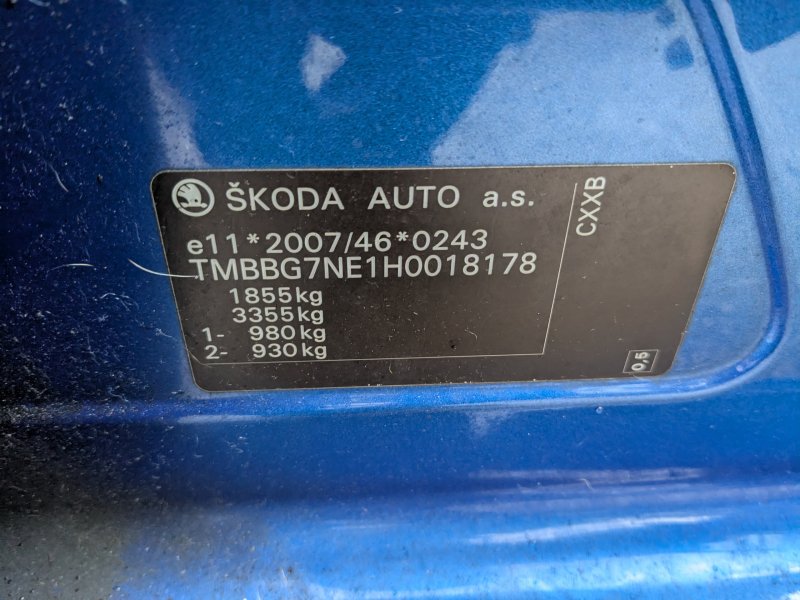 ŠKODA AUTO a.s.
e11*2007/46*0243
TMBBG7NE1H0018178
1855kg
3355kg
1- 980kg
2- 930kg
CXXB
0,5